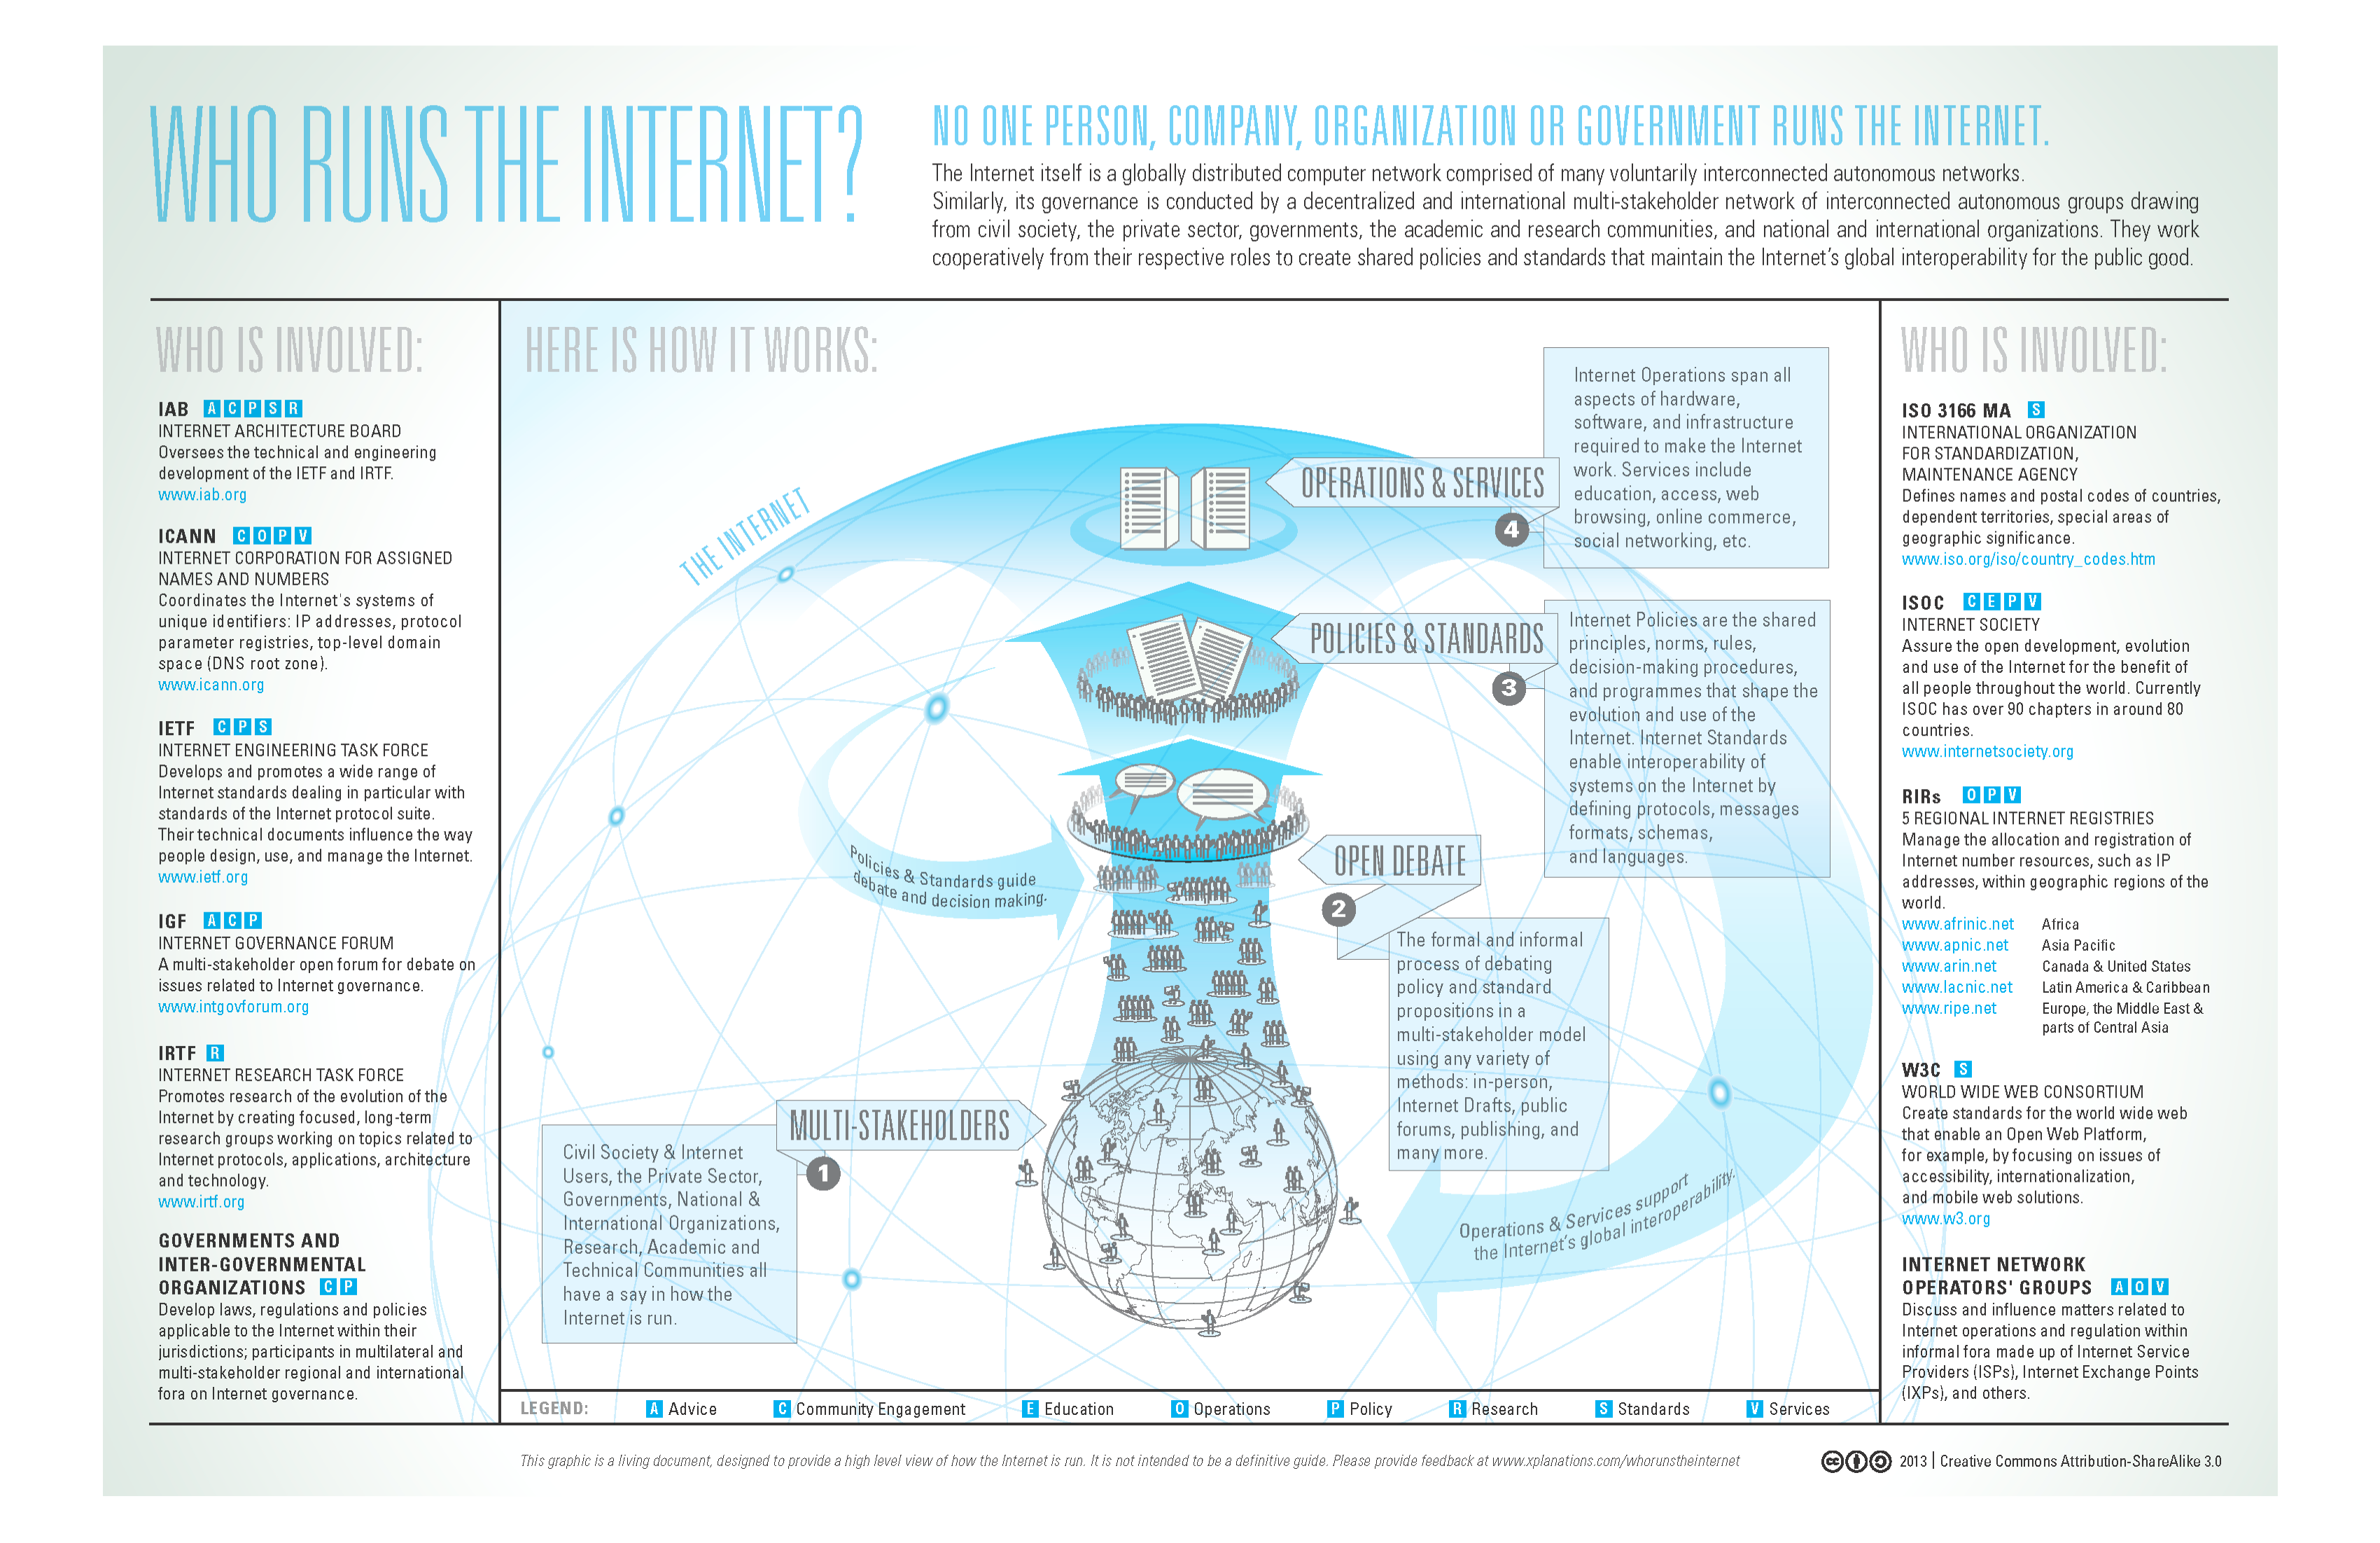 WHO RUNS THE INTERNET?
NO ONE PERSON, COMPANY, ORGANIZATION OR GOVERNMENT RUNS THE INTERNET.
The Internet itself is a globally distributed computer network comprised of many voluntarily interconnected autonomous networks.
Similarly, its governance is conducted by a decentralized and international multi-stakeholder network of interconnected autonomous groups drawing
from civil society, the private sector, governments, the academic and research communities, and national and international organizations. They work
cooperatively from their respective roles to create shared policies and standards that maintain the Internet's global interoperability for the public good.
WHO IS INVOLVED:
IAB A C P S R
INTERNET ARCHITECTURE BOARD
Oversees the technical and engineering
development of the IETF and IRTF.
www.iab.org
ICANN C O P V
INTERNET CORPORATION FOR ASSIGNED
NAMES AND NUMBERS
Coordinates the Internet's systems of
unique identifiers: IP addresses, protocol
parameter registries, top-level domain
space (DNS root zone).
www.icann.org
IETF C P S
INTERNET ENGINEERING TASK FORCE
Develops and promotes a wide range of
Internet standards dealing in particular with
standards of the Internet protocol suite.
Their technical documents influence the way
people design, use, and manage the Internet.
www.ietf.org
IGF A C P
INTERNET GOVERNANCE FORUM
A multi-stakeholder open forum for debate on
issues related to Internet governance.
www.intgovforum.org
IRTF R
INTERNET RESEARCH TASK FORCE
Promotes research of the evolution of the
Internet by creating focused, long-term
research groups working on topics related to
Internet protocols, applications, architecture
and technology.
www.irtf.org
GOVERNMENTS AND
INTER-GOVERNMENTAL
ORGANIZATIONS C P
Develop laws, regulations and policies
applicable to the Internet within their
jurisdictions; participants in multilateral and
multi-stakeholder regional and international
fora on Internet governance.
HERE IS HOW IT WORKS:
THE INTERNET
OPERATIONS & SERVICES
4
Internet Operations span all
aspects of hardware,
software, and infrastructure
required to make the Internet
work. Services include
education, access, web
browsing, online commerce,
social networking, etc.
POLICIES & STANDARDS
3
Internet Policies are the shared
principles, norms, rules,
decision-making procedures,
and programmes that shape the
evolution and use of the
Internet. Internet Standards
enable interoperability of
systems on the Internet by
defining protocols, messages
formats, schemas,
and languages.
Policies & Standards guide
debate and decision making.
OPEN DEBATE
2
The formal and informal
process of debating
policy and standard
propositions in a
multi-stakeholder model
using any variety of
methods: in-person,
Internet Drafts, public
forums, publishing, and
many more.
MULTI-STAKEHOLDERS
1
Civil Society & Internet
Users, the Private Sector,
Governments, National &
International Organizations,
Research, Academic and
Technical Communities all
have a say in how the
Internet is run.
Operations & Services support
the Internet's global interoperability.
LEGEND: A Advice C Community Engagement E Education O Operations P Policy R Research S Standards V Services
WHO IS INVOLVED:
ISO 3166 MA S
INTERNATIONAL ORGANIZATION
FOR STANDARDIZATION,
MAINTENANCE AGENCY
Defines names and postal codes of countries,
dependent territories, special areas of
geographic significance.
www.iso.org/iso/country_codes.htm
ISOC C E P V
INTERNET SOCIETY
Assure the open development, evolution
and use of the Internet for the benefit of
all people throughout the world. Currently
ISOC has over 90 chapters in around 80
countries.
www.internetsociety.org
RIRs O P V
5 REGIONAL INTERNET REGISTRIES
Manage the allocation and registration of
Internet number resources, such as IP
addresses, within geographic regions of the
world.
www.afrinic.net Africa
www.apnic.net Asia Pacific
www.arin.net Canada & United States
www.lacnic.net Latin America & Caribbean
www.ripe.net Europe, the Middle East &
parts of Central Asia
W3C S
WORLD WIDE WEB CONSORTIUM
Create standards for the world wide web
that enable an Open Web Platform,
for example, by focusing on issues of
accessibility, internationalization,
and mobile web solutions.
www.w3.org
INTERNET NETWORK
OPERATORS' GROUPS A O V
Discuss and influence matters related to
Internet operations and regulation within
informal fora made up of Internet Service
Providers (ISPs), Internet Exchange Points
(IXPs), and others.
This graphic is a living document, designed to provide a high level view of how the Internet is run. It is not intended to be a definitive guide. Please provide feedback at www.xplanations.com/whorunstheinternet
cc 2013 | Creative Commons Attribution-ShareAlike 3.0